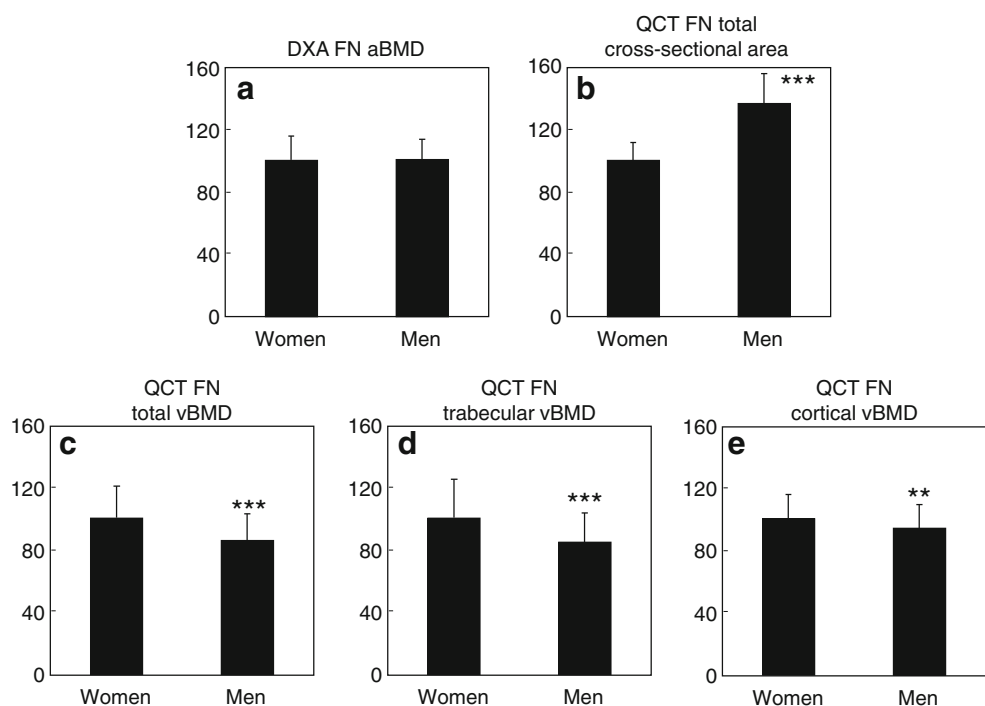 DXA FN aBMD
160
120
80
40
0
a
Women
Men
QCT FN total
cross-sectional area
160
120
80
40
0
b
***
Women
Men
QCT FN
total vBMD
160
120
80
40
0
c
***
Women
Men
QCT FN
trabecular vBMD
160
120
80
40
0
d
***
Women
Men
QCT FN
cortical vBMD
160
120
80
40
0
e
**
Women
Men